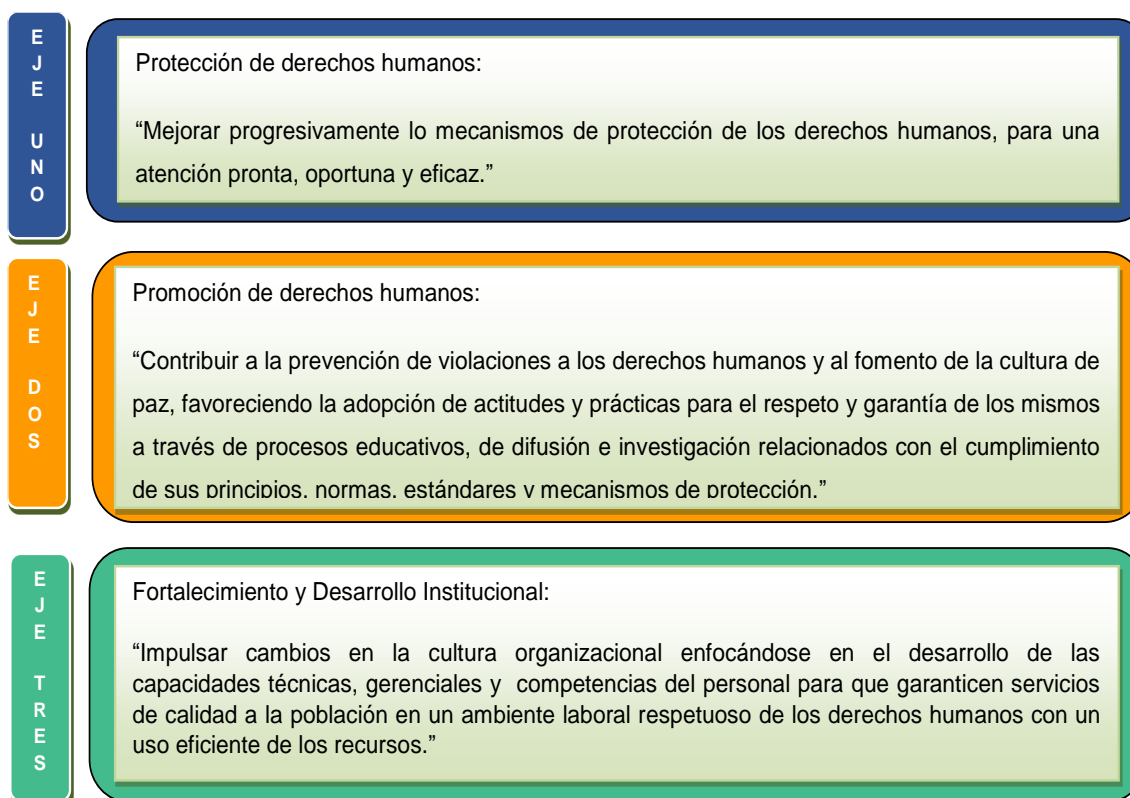 EJE UNO
Protección de derechos humanos:
“Mejorar progresivamente lo mecanismos de protección de los derechos humanos, para una
atención pronta, oportuna y eficaz.”
EJE DOS
Promoción de derechos humanos:
“Contribuir a la prevención de violaciones a los derechos humanos y al fomento de la cultura de
paz, favoreciendo la adopción de actitudes y prácticas para el respeto y garantía de los mismos
a través de procesos educativos, de difusión e investigación relacionados con el cumplimiento
de sus principios, normas, estándares y mecanismos de protección.”
EJE TRES
Fortalecimiento y Desarrollo Institucional:
“Impulsar cambios en la cultura organizacional enfocándose en el desarrollo de las
capacidades técnicas, gerenciales y competencias del personal para que garanticen servicios
de calidad a la población en un ambiente laboral respetuoso de los derechos humanos con un
uso eficiente de los recursos.”